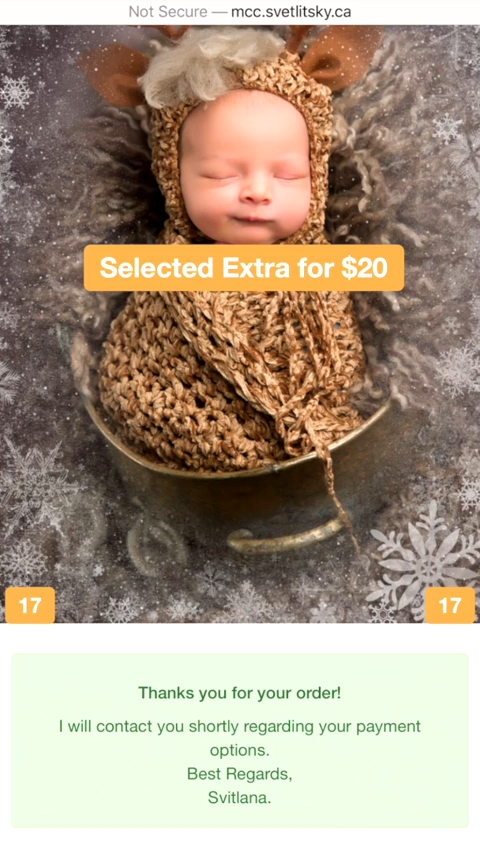 Not Secure — mcc.svetlitsky.ca
Selected Extra for $20
17
17
Thanks you for your order!
I will contact you shortly regarding your payment
options.
Best Regards,
Svitlana.